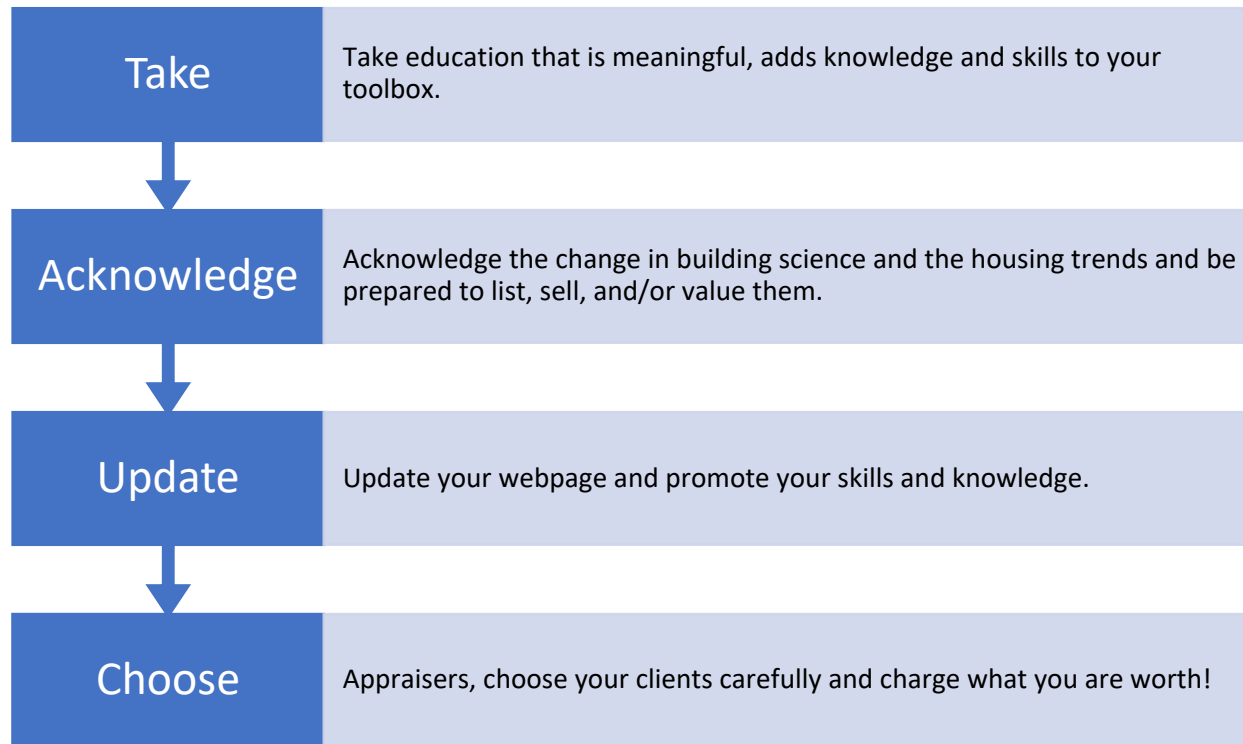 Take
Take education that is meaningful, adds knowledge and skills to your
toolbox.
Acknowledge
Acknowledge the change in building science and the housing trends and be
prepared to list, sell, and/or value them.
Update
Update your webpage and promote your skills and knowledge.
Choose
Appraisers, choose your clients carefully and charge what you are worth!